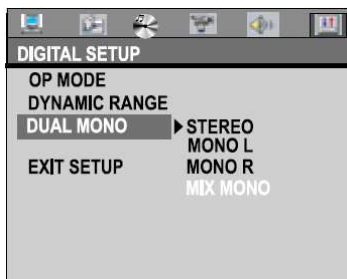 DIGITAL SETUP
OP MODE
DYNAMIC RANGE
DUAL MONO
STEREO
MONO L
EXIT SETUP
MONO R
MIX MONO